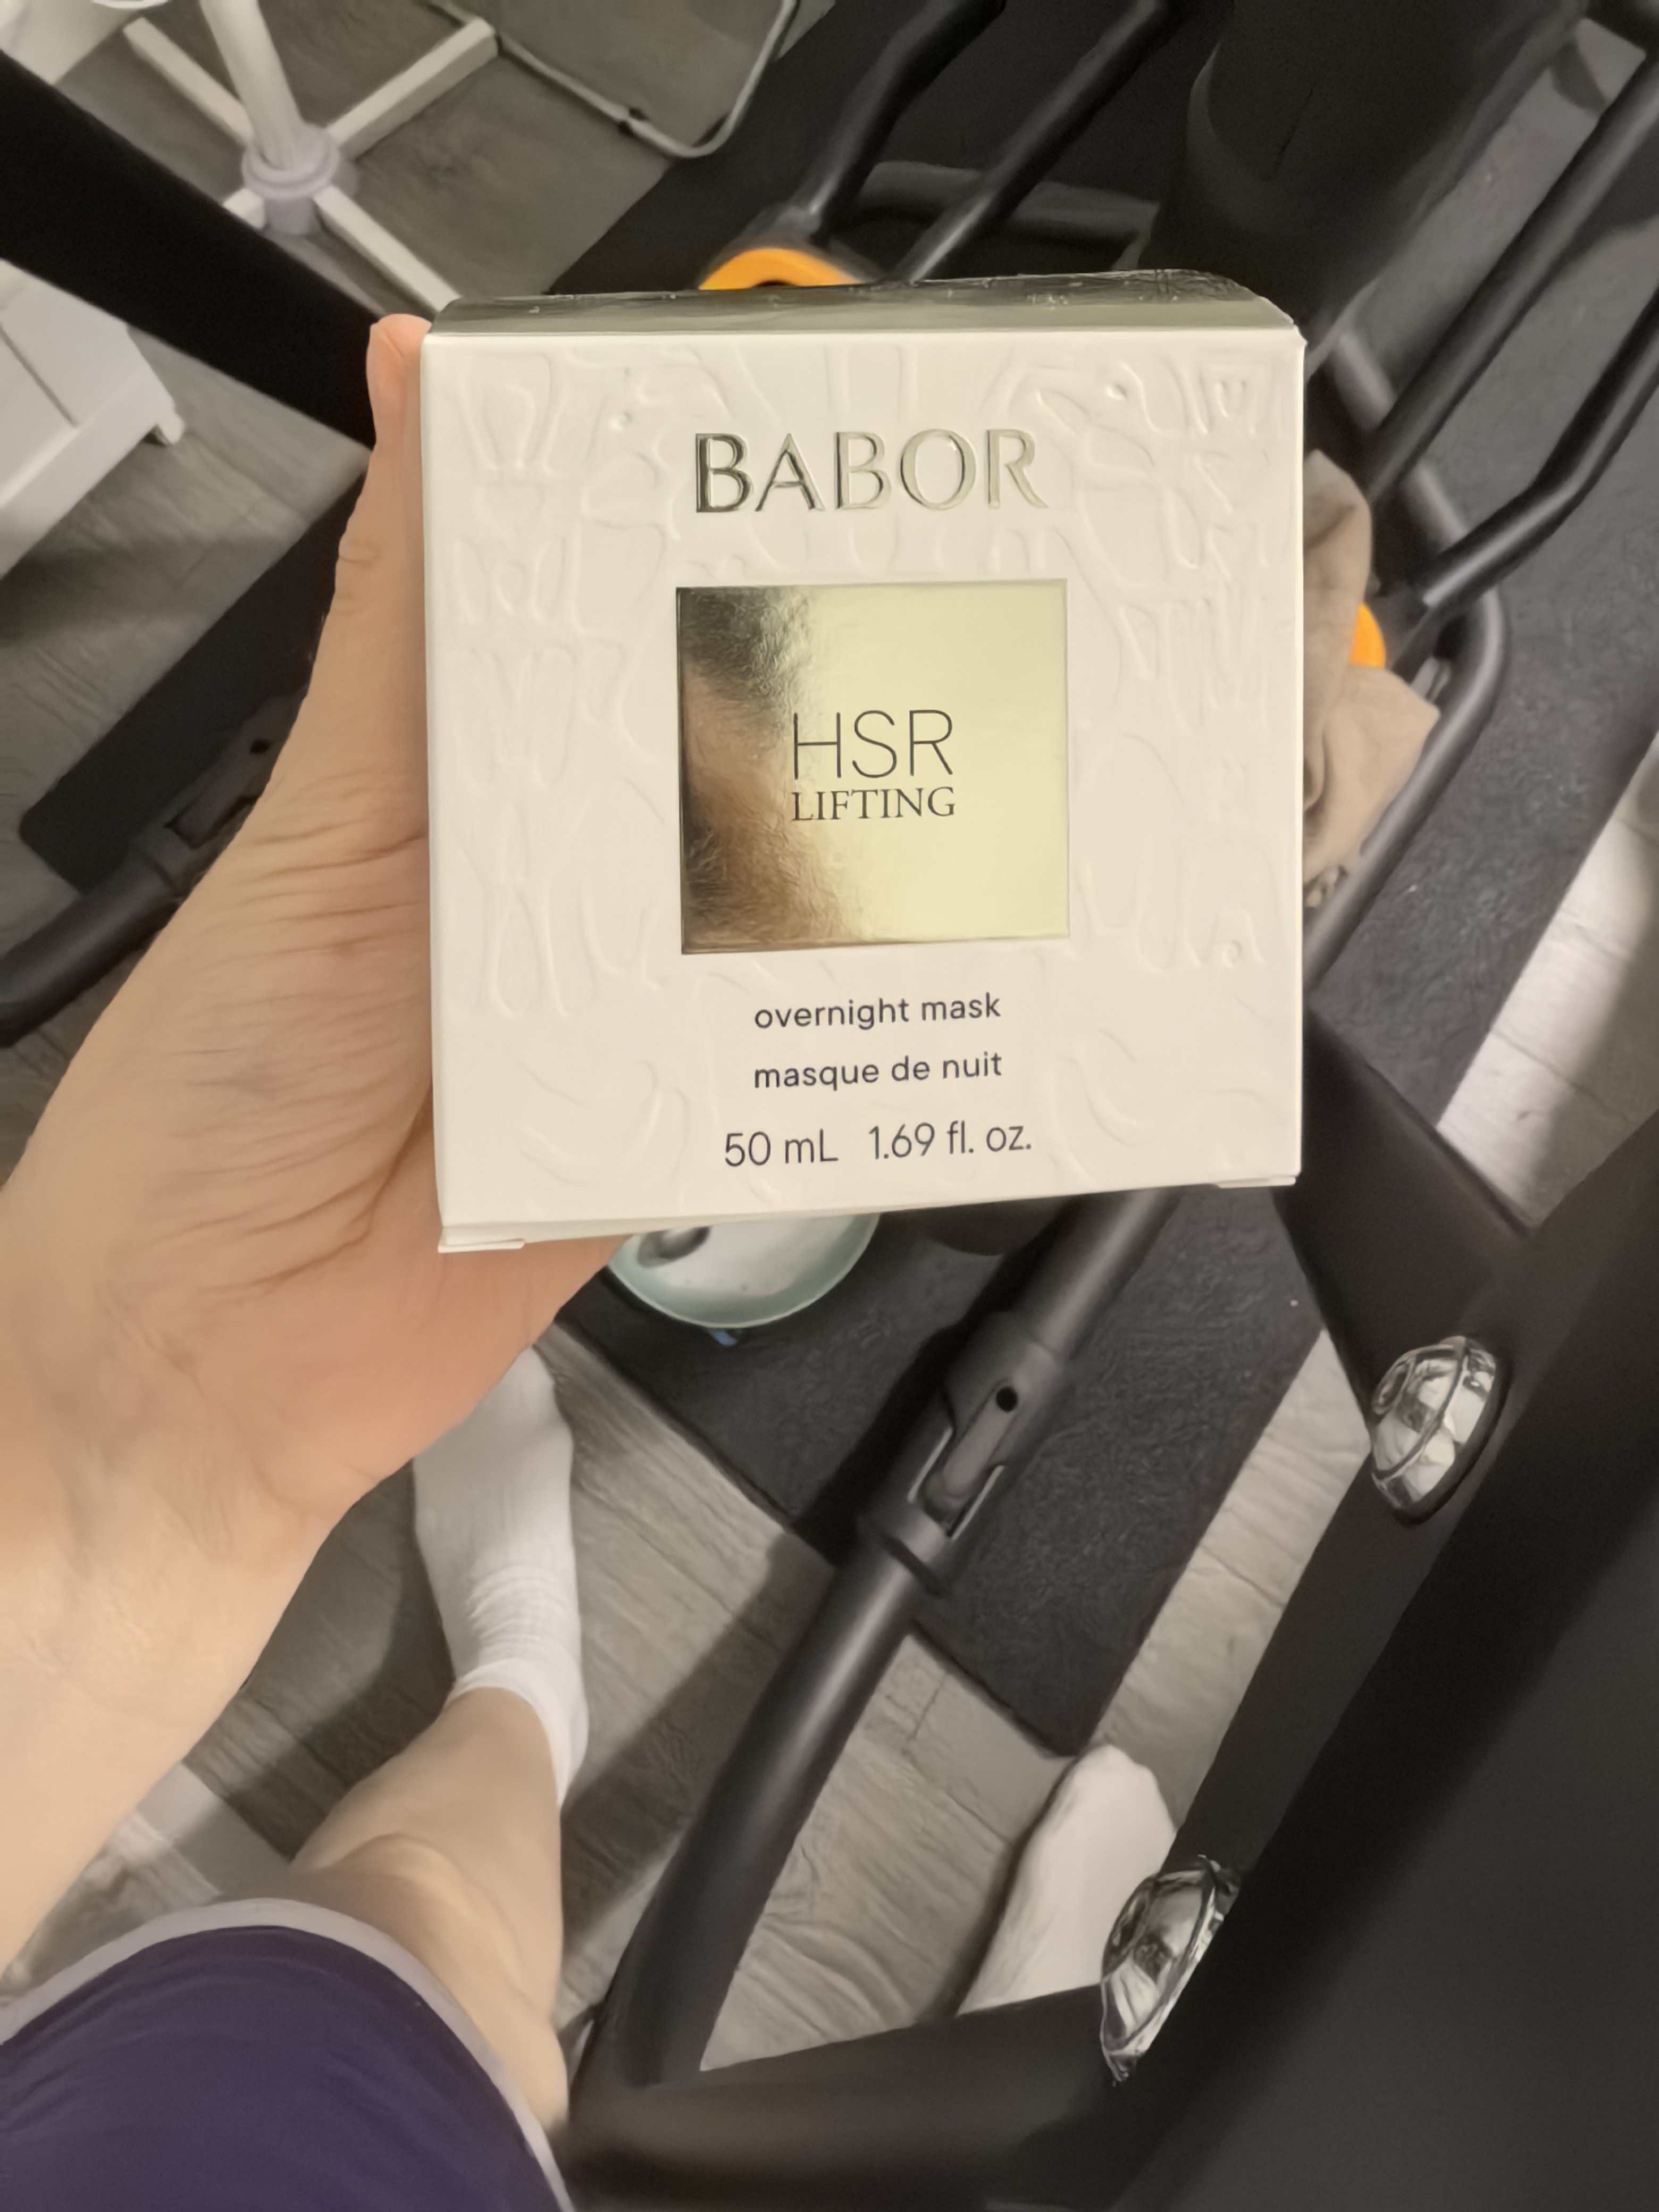 BABOR
HSR
LIFTING
overnight mask
masque de nuit
50 mL 1.69 fl. oz.